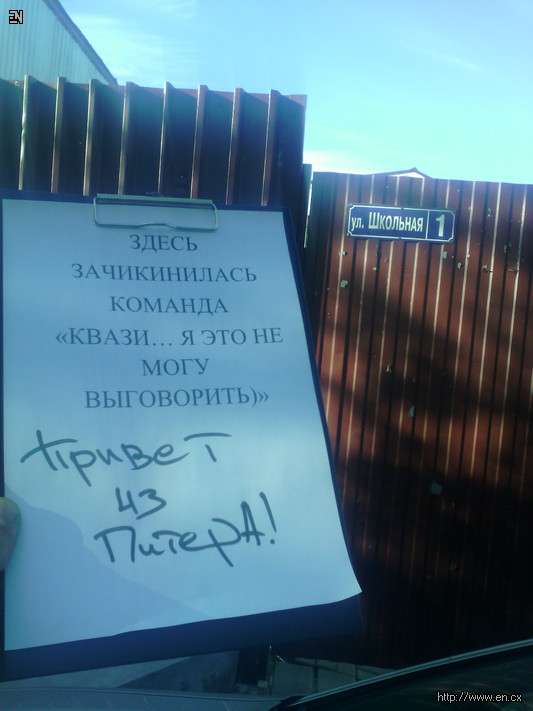 EN
ул. ШКОЛЬНАЯ 1
ЗДЕСЬ
ЗАЧИКИНИЛАСЬ
КОМАНДА
«КВАЗИ... Я ЭТО НЕ
МОГУ
ВЫГОВОРИТЬ)»
Привет
из
ПитерА!
http://www.en.cx